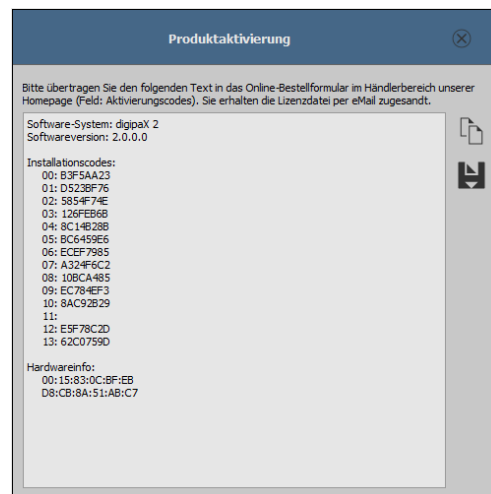 Produktaktivierung
Bitte übertragen Sie den folgenden Text in das Online-Bestellformular im Händlerbereich unserer
Homepage (Feld: Aktivierungscodes). Sie erhalten die Lizenzdatei per eMail zugesandt.
Software-System: digipaX 2
Softwareversion: 2.0.0.0
Installationscodes:
00: B3F5AA23
01: D523BF76
02: 5854F74E
03: 126FEB6B
04: 8C14B28B
05: BC6459E6
06: ECEF7985
07: A324F6C2
08: 10BCA485
09: EC784EF3
10: 8AC92B29
11:
12: E5F78C2D
13: 62C0759D
Hardwareinfo:
00:15:83:0C:BF:EB
D8:CB:8A:51:AB:C7